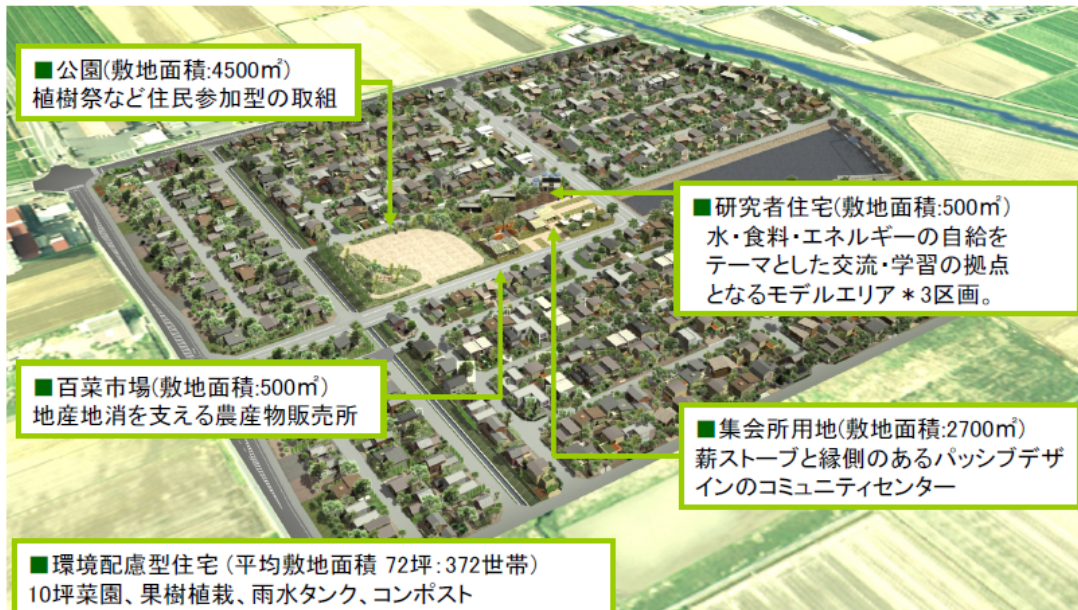 ■公園(敷地面積:4500㎡)
植樹祭など住民参加型の取組
■研究者住宅(敷地面積:500㎡)
水・食料・エネルギーの自給を
テーマとした交流・学習の拠点
となるモデルエリア＊3区画。
■百菜市場(敷地面積:500㎡)
地産地消を支える農産物販売所
■集会所用地(敷地面積:2700㎡)
薪ストーブと縁側のあるパッシブデザ
インのコミュニティセンター
■環境配慮型住宅(平均敷地面積 72坪:372世帯)
10坪菜園、果樹植栽、雨水タンク、コンポスト